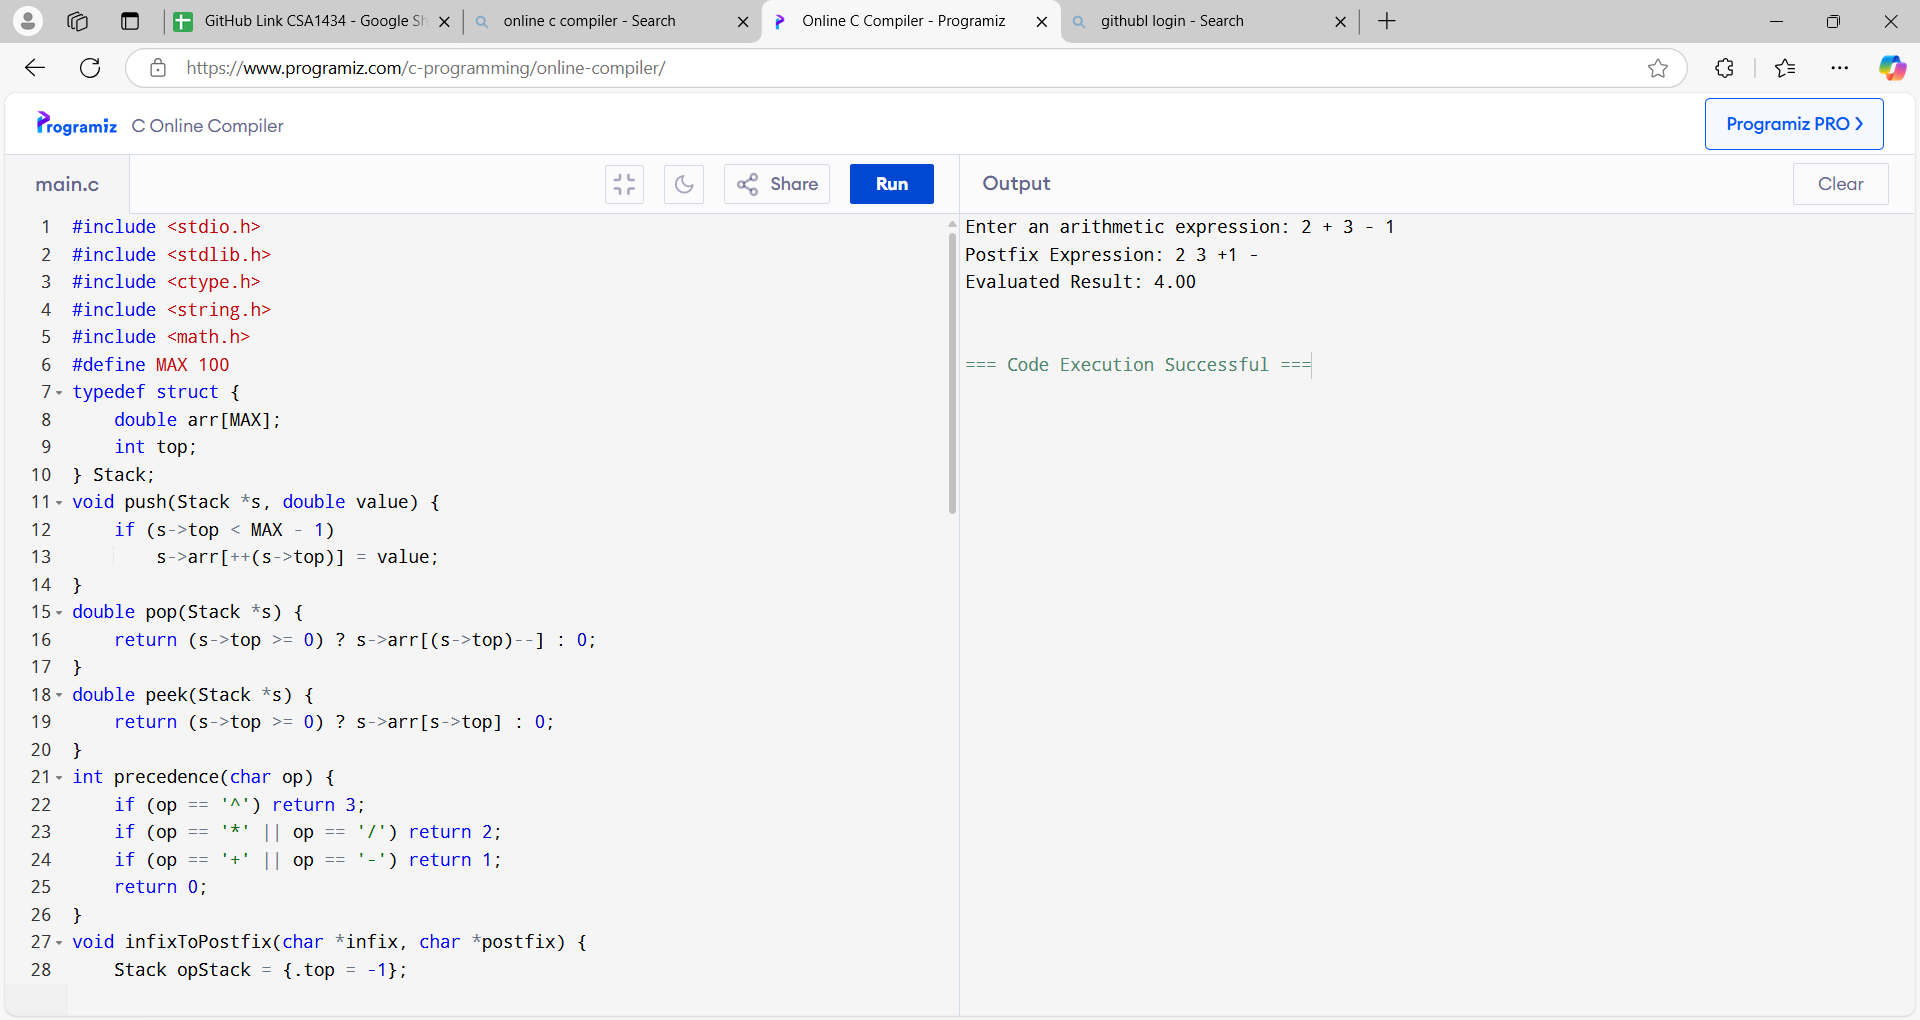 GitHub Link CSA1434 - Google Sh
online c compiler - Search
Online C Compiler - Programiz
githubl login - Search
https://www.programiz.com/c-programming/online-compiler/
Programiz C Online Compiler
Programiz PRO ❯
main.c
Share
Run
Output
Clear
1 #include <stdio.h>
2 #include <stdlib.h>
3 #include <ctype.h>
4 #include <string.h>
5 #include <math.h>
6 #define MAX 100
7 typedef struct {
8     double arr[MAX];
9     int top;
10 } Stack;
11 void push(Stack *s, double value) {
12     if (s->top < MAX - 1)
13         s->arr[++(s->top)] = value;
14 }
15 double pop(Stack *s) {
16     return (s->top >= 0) ? s->arr[(s->top)--] : 0;
17 }
18 double peek(Stack *s) {
19     return (s->top >= 0) ? s->arr[s->top] : 0;
20 }
21 int precedence(char op) {
22     if (op == '^') return 3;
23     if (op == '*' || op == '/') return 2;
24     if (op == '+' || op == '-') return 1;
25     return 0;
26 }
27 void infixToPostfix(char *infix, char *postfix) {
28     Stack opStack = {.top = -1};
Enter an arithmetic expression: 2 + 3 - 1
Postfix Expression: 2 3 +1 -
Evaluated Result: 4.00
=== Code Execution Successful ===